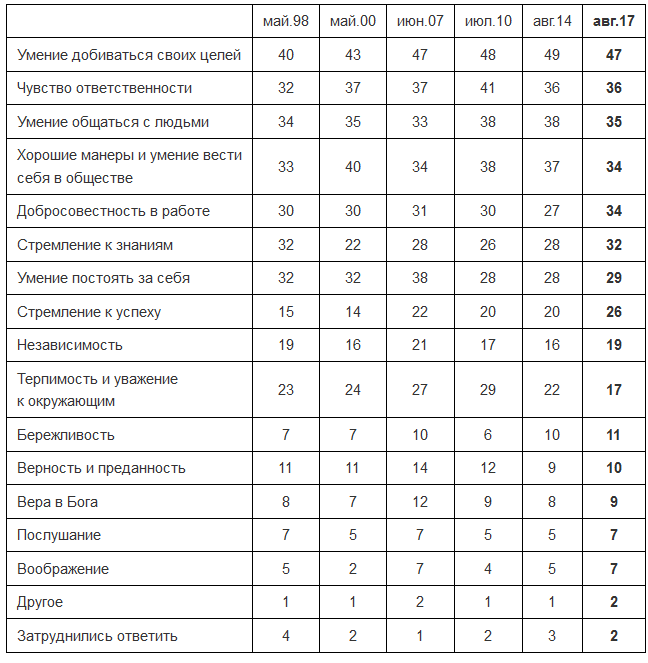 май.98 май.00 июн.07 июл.10 авг.14 авг.17
Умение добиваться своих целей 40 43 47 48 49 47
Чувство ответственности 32 37 37 41 36 36
Умение общаться с людьми 34 35 33 38 38 35
Хорошие манеры и умение вести
себя в обществе 33 40 34 38 37 34
Добросовестность в работе 30 30 31 30 27 34
Стремление к знаниям 32 22 28 26 28 32
Умение постоять за себя 32 32 38 28 28 29
Стремление к успеху 15 14 22 20 20 26
Независимость 19 16 21 17 16 19
Терпимость и уважение
к окружающим 23 24 27 29 22 17
Бережливость 7 7 10 6 10 11
Верность и преданность 11 11 14 12 9 10
Вера в Бога 8 7 12 9 8 9
Послушание 7 5 7 5 5 7
Воображение 5 2 7 4 5 7
Другое 1 1 2 1 1 2
Затруднились ответить 4 2 1 2 3 2